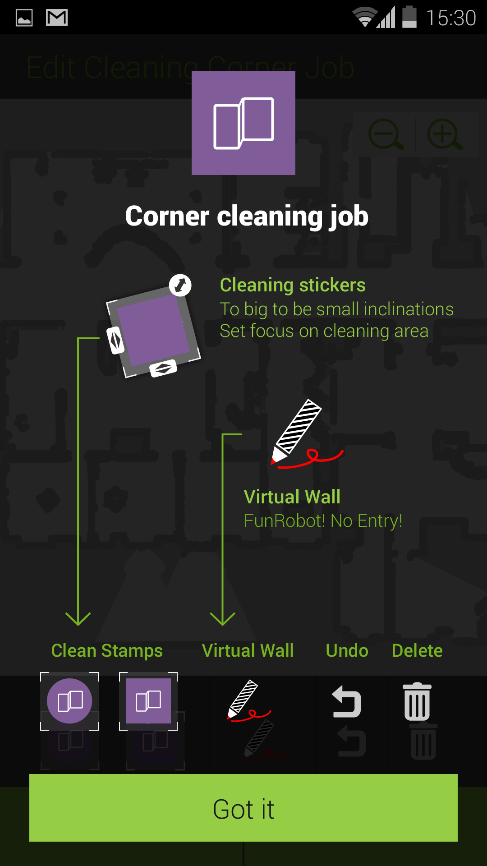 15:30
Edit Cleaning Corner Job
Corner cleaning job
Cleaning stickers
To big to be small inclinations
Set focus on cleaning area
Virtual Wall
FunRobot! No Entry!
Clean Stamps
Virtual Wall
Undo
Delete
Got it